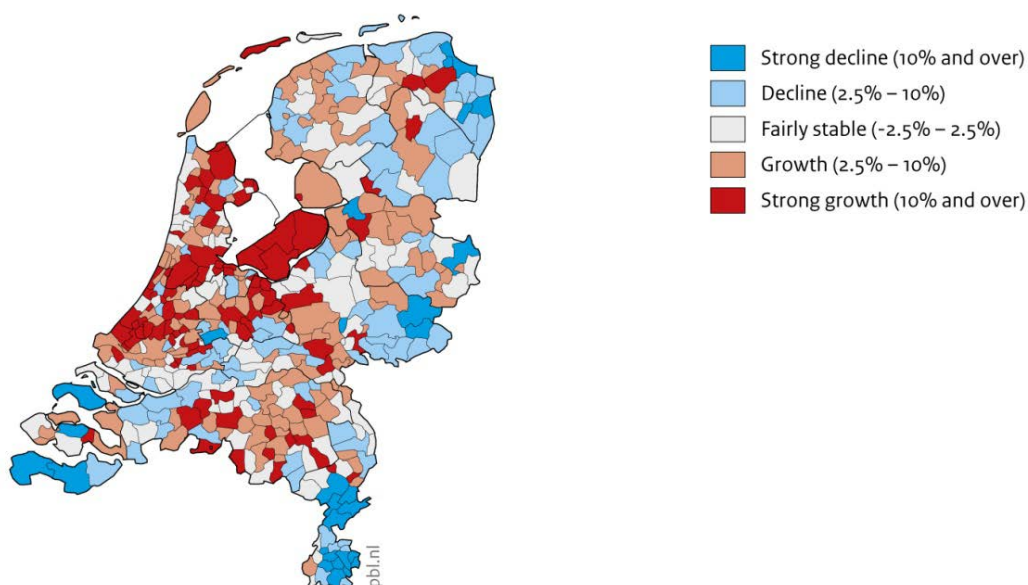 Strong decline (10% and over)
Decline (2.5% – 10%)
Fairly stable (-2.5% – 2.5%)
Growth (2.5% – 10%)
Strong growth (10% and over)
pbl.nl